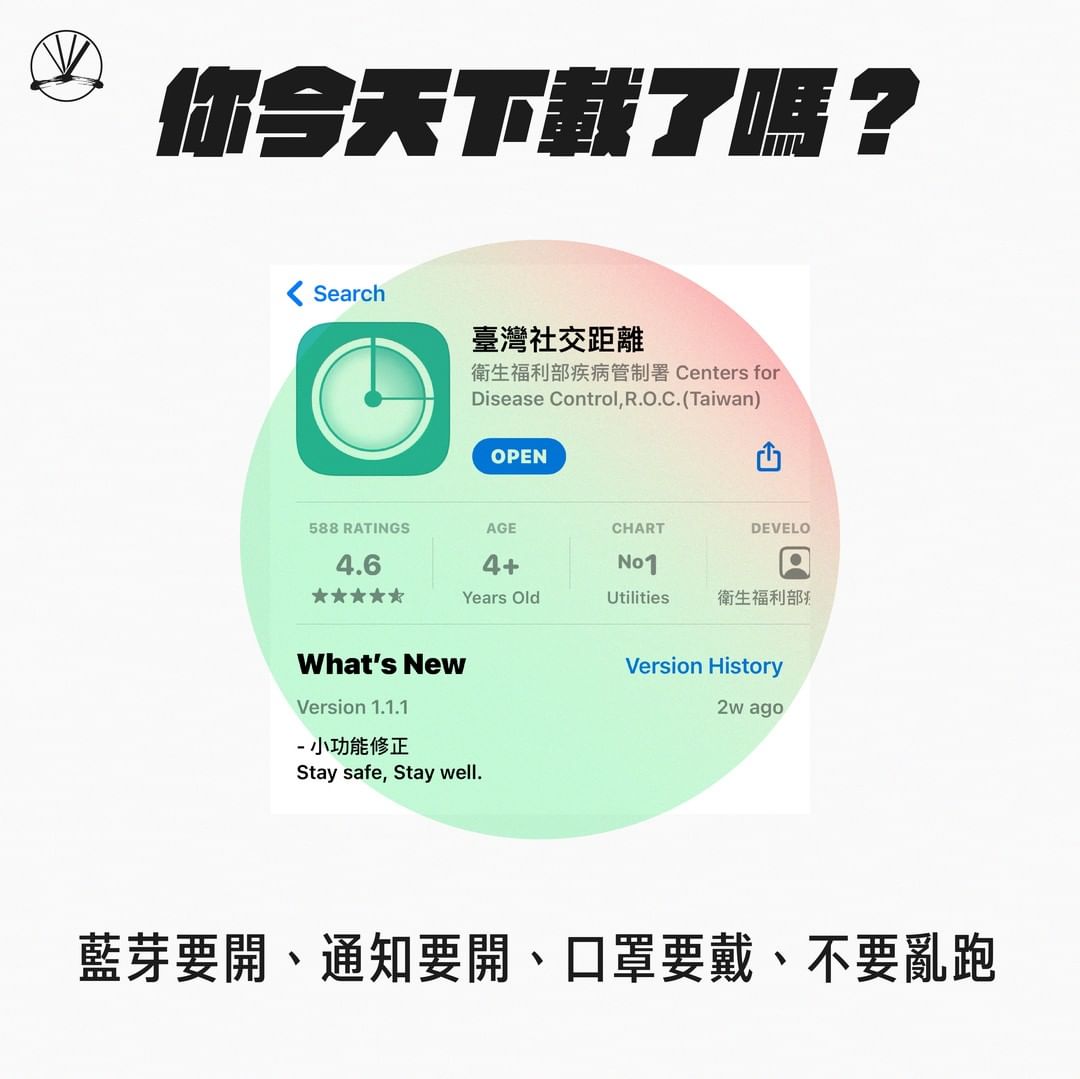 你今天下載了嗎？
Search
臺灣社交距離
衛生福利部疾病管制署 Centers for
Disease Control,R.O.C.(Taiwan)
OPEN
588 RATINGS AGE CHART DEVELO
4.6 4+ No1
Years Old Utilities 衛生福利部
What's New Version History
Version 1.1.1 2w ago
- 小功能修正
Stay safe, Stay well.
藍芽要開、通知要開、口罩要戴、不要亂跑